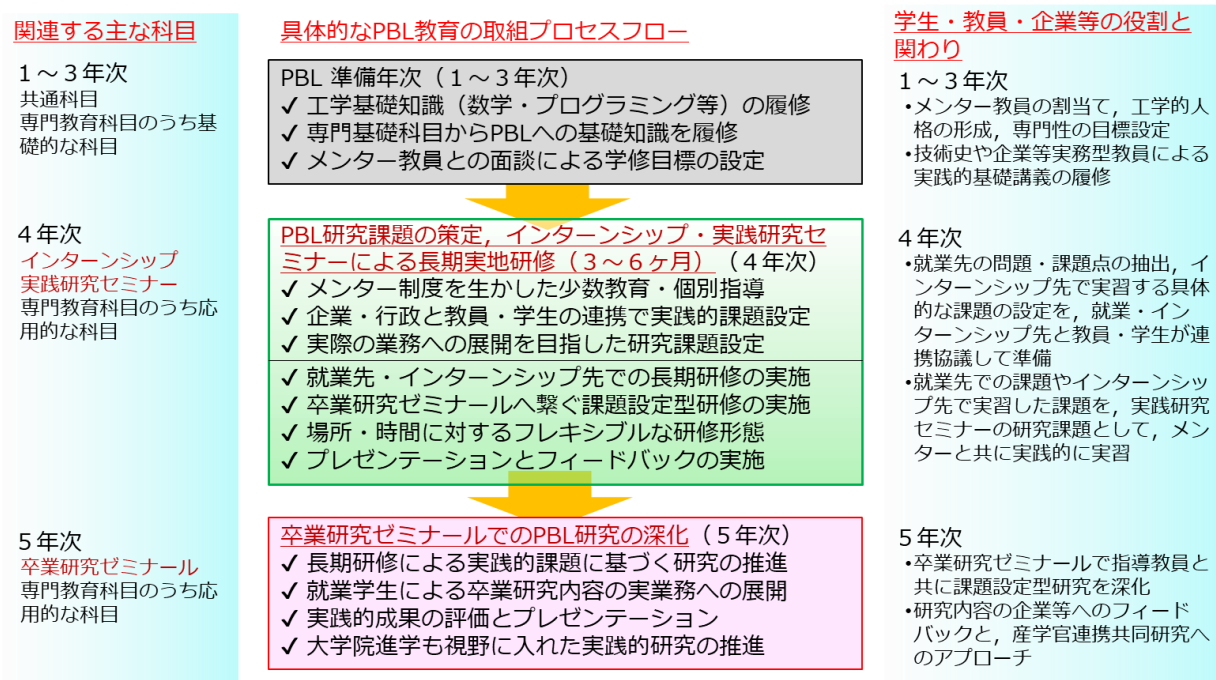 関連する主な科目
1～3年次
共通科目
専門教育科目のうち基
礎的な科目
4年次
インターンシップ
実践研究セミナー
専門教育科目のうち応
用的な科目
5年次
卒業研究ゼミナール
専門教育科目のうち応
用的な科目
具体的なPBL教育の取組プロセスフロー
PBL 準備年次（1～3年次）
✓ 工学基礎知識（数学・プログラミング等）の履修
✓ 専門基礎科目からPBLへの基礎知識を履修
✓ メンター教員との面談による学修目標の設定
PBL研究課題の策定，インターンシップ・実践研究セ
ミナーによる長期実地研修（3～6ヶ月）（4年次）
✓ メンター制度を生かした少数教育・個別指導
✓ 企業・行政と教員・学生の連携で実践的課題設定
✓ 実際の業務への展開を目指した研究課題設定
✓ 就業先・インターンシップ先での長期研修の実施
✓ 卒業研究ゼミナールへ繋ぐ課題設定型研修の実施
✓ 場所・時間に対するフレキシブルな研修形態
✓ プレゼンテーションとフィードバックの実施
卒業研究ゼミナールでのPBL研究の深化（5年次）
✓ 長期研修による実践的課題に基づく研究の推進
✓ 就業学生による卒業研究内容の実業務への展開
✓ 実践的成果の評価とプレゼンテーション
✓ 大学院進学も視野に入れた実践的研究の推進
学生・教員・企業等の役割と
関わり
1～3年次
•メンター教員の割当て，工学的人
格の形成，専門性の目標設定
•技術史や企業等実務型教員による
実践的基礎講義の履修
4年次
•就業先の問題・課題点の抽出，イ
ンターンシップ先で実習する具体
的な課題の設定を，就業・イン
ターンシップ先と教員・学生が連
携協議して準備
•就業先での課題やインターンシッ
プ先で実習した課題を，実践研究
セミナーの研究課題として，メン
ターと共に実践的に実習
5年次
•卒業研究ゼミナールで指導教員と
共に課題設定型研究を深化
•研究内容の企業等へのフィード
バックと，産学官連携共同研究へ
のアプローチ